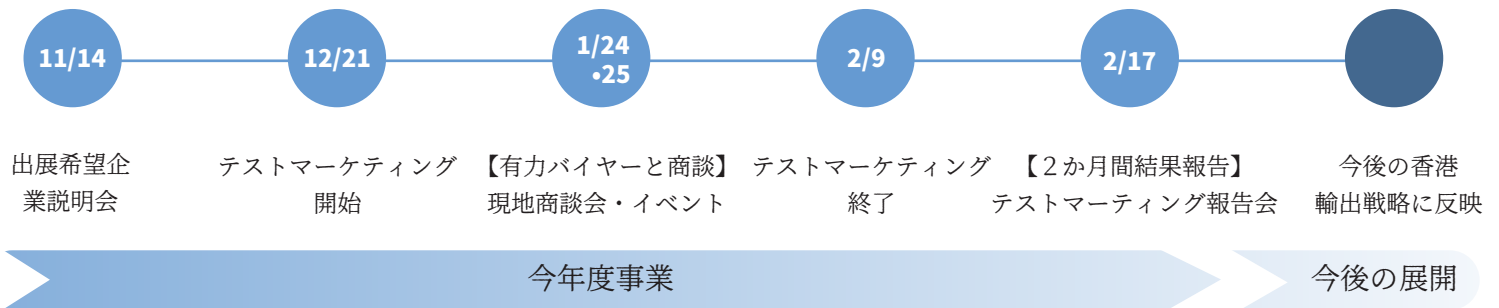 11/14
12/21
1/24
•25
2/9
2/17
出展希望企
業説明会
テストマーケティング
開始
【有力バイヤーと商談】
現地商談会・イベント
テストマーケティング
終了
【２か月間結果報告】
テストマーティング報告会
今後の香港
輸出戦略に反映
今年度事業
今後の展開